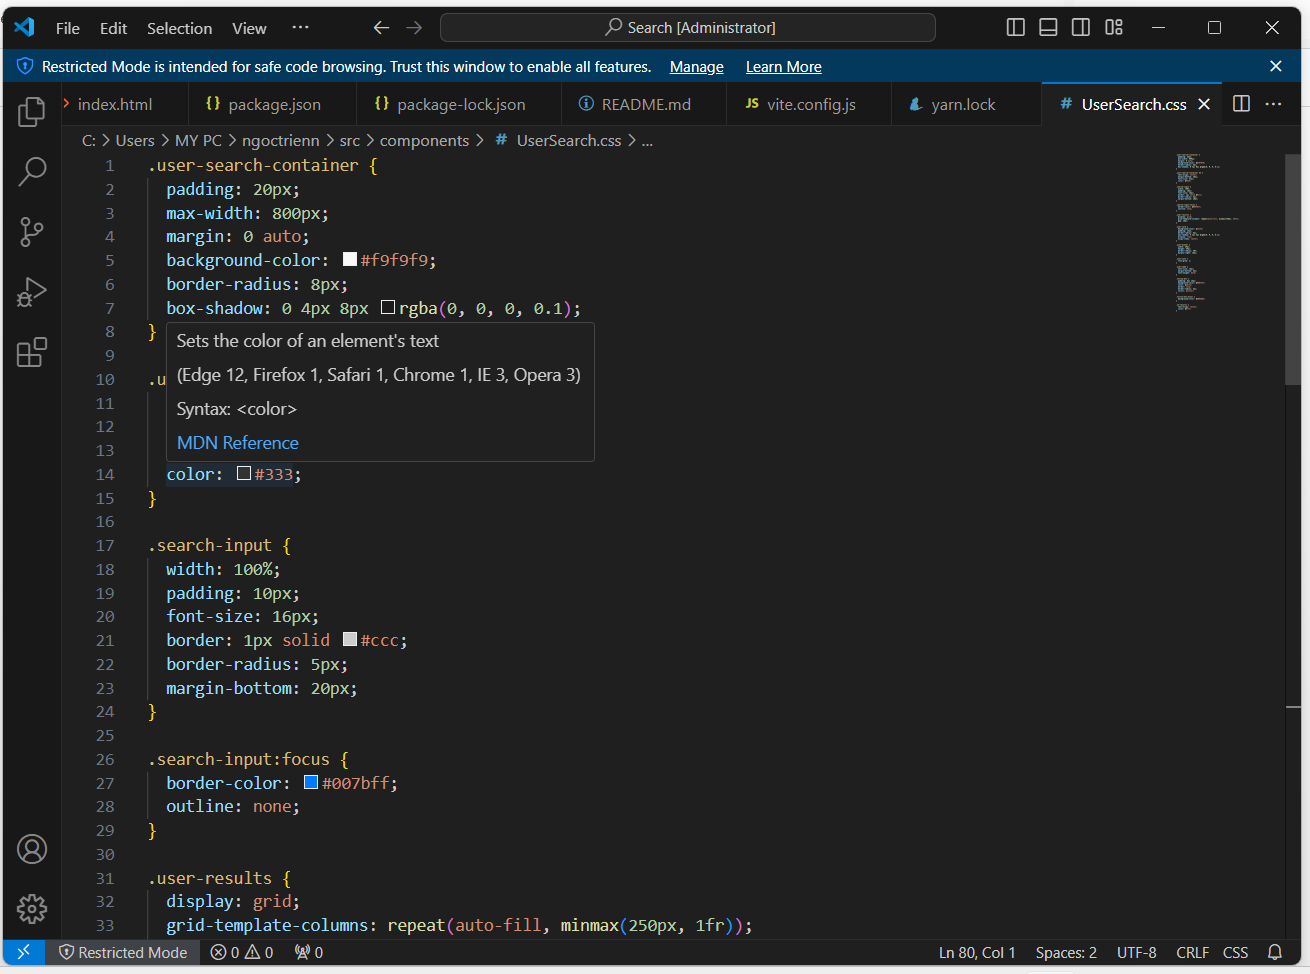 File Edit Selection View ··· Search [Administrator]
Restricted Mode is intended for safe code browsing. Trust this window to enable all features. Manage Learn More
index.html {} package.json {} package-lock.json README.md JS vite.config.js yarn.lock # UserSearch.css
C: > Users > MY PC > ngoctrienn > src > components > # UserSearch.css > ...
1 .user-search-container {
2 padding: 20px;
3 max-width: 800px;
4 margin: 0 auto;
5 background-color: #f9f9f9;
6 border-radius: 8px;
7 box-shadow: 0 4px 8px rgba(0, 0, 0, 0.1);
8 }
Sets the color of an element's text
9
(Edge 12, Firefox 1, Safari 1, Chrome 1, IE 3, Opera 3)
10 .u
11
Syntax: <color>
12
13
MDN Reference
14 color: #333;
15 }
16
17 .search-input {
18 width: 100%;
19 padding: 10px;
20 font-size: 16px;
21 border: 1px solid #ccc;
22 border-radius: 5px;
23 margin-bottom: 20px;
24 }
25
26 .search-input:focus {
27 border-color: #007bff;
28 outline: none;
29 }
30
31 .user-results {
32 display: grid;
33 grid-template-columns: repeat(auto-fill, minmax(250px, 1fr));
Restricted Mode 0 0 0 Ln 80, Col 1 Spaces: 2 UTF-8 CRLF CSS